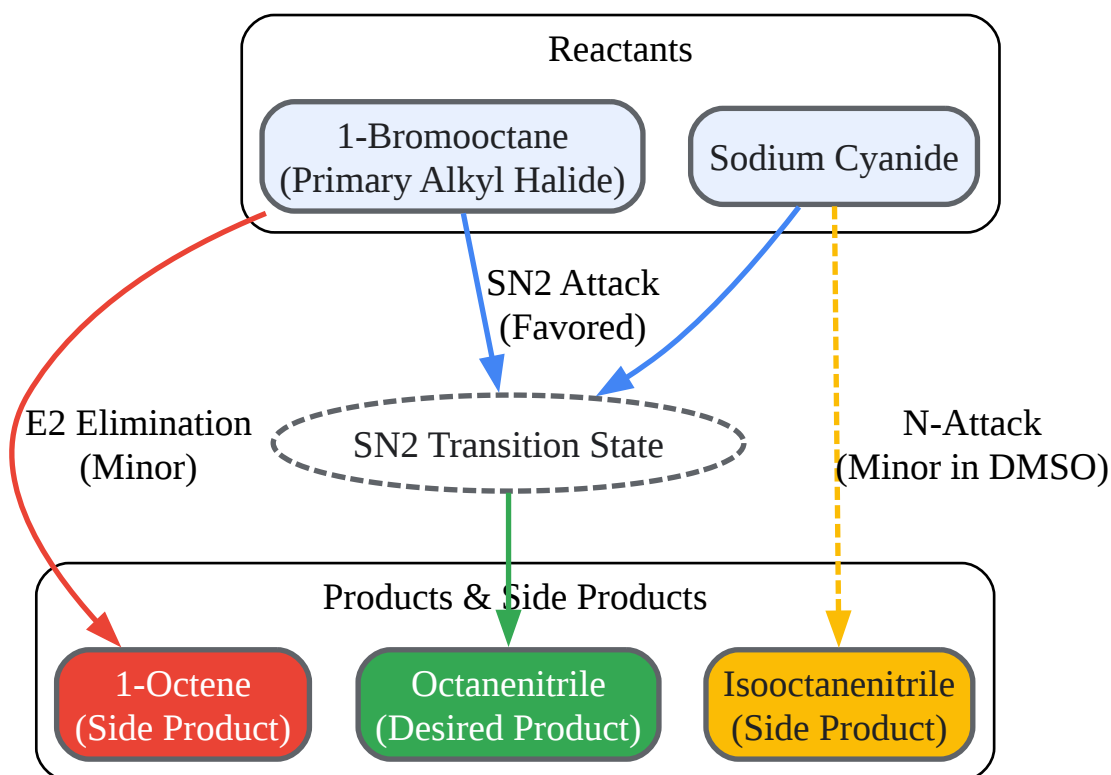 Reactants
1-Bromooctane
(Primary Alkyl Halide)
Sodium Cyanide
SN2 Attack
(Favored)
E2 Elimination
(Minor)
SN2 Transition State
N-Attack
(Minor in DMSO)
Products & Side Products
1-Octene
(Side Product)
Octanenitrile
(Desired Product)
Isooctanenitrile
(Side Product)